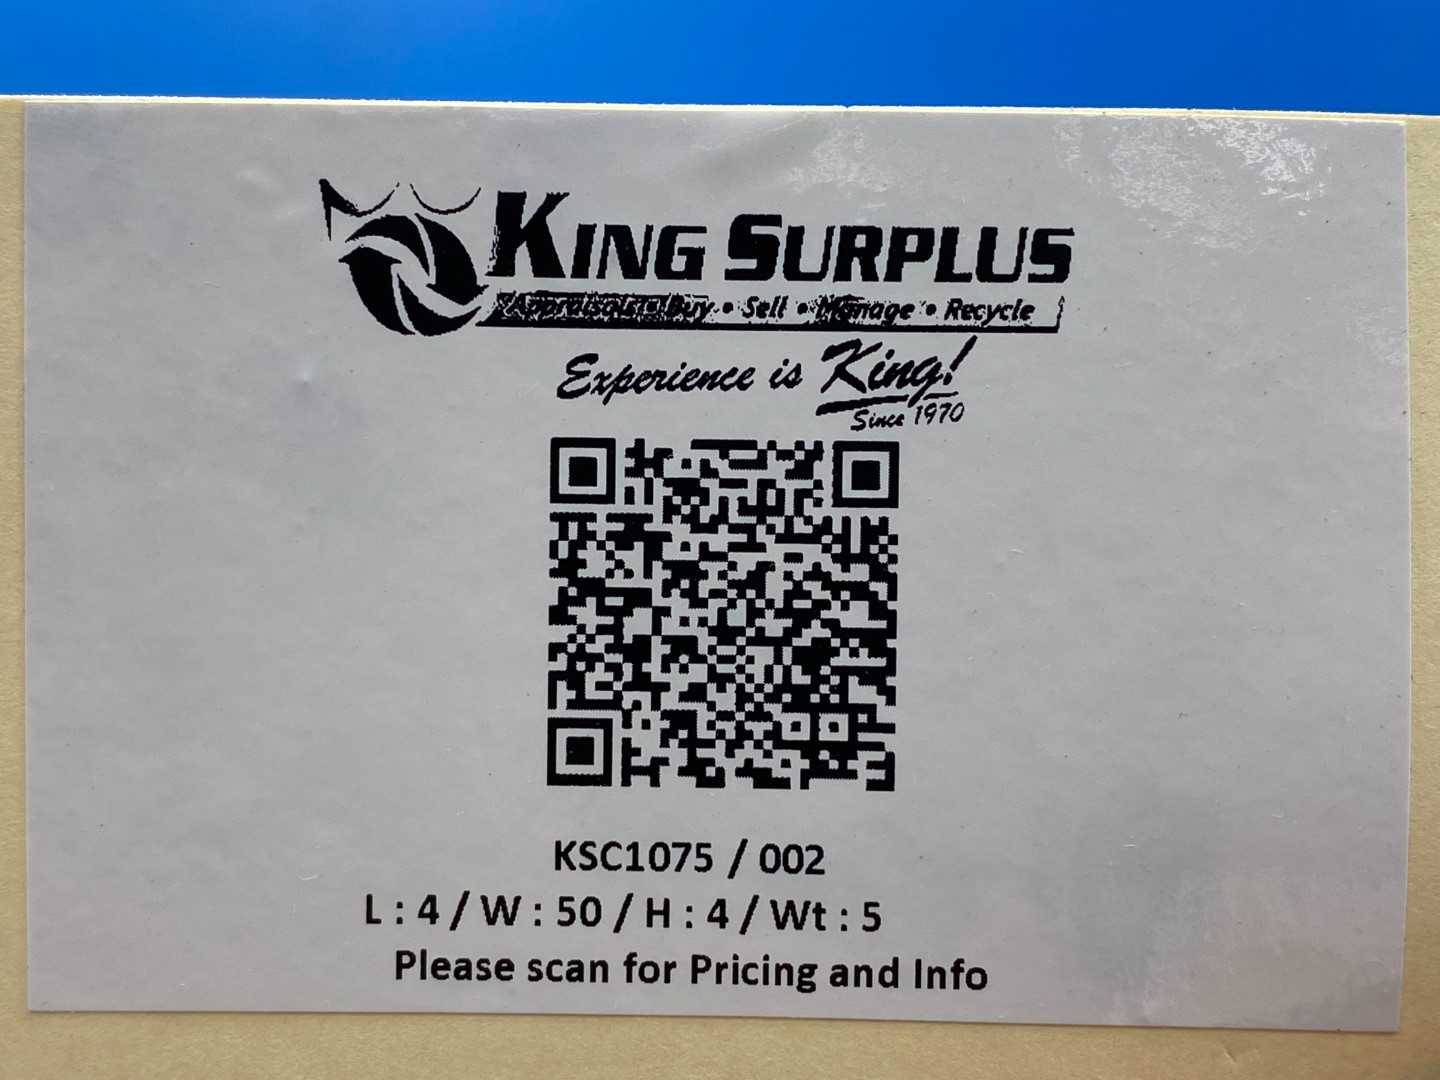 KING SURPLUS
Appraisals • Buy • Sell • Manage • Recycle
Experience is King!
Since 1970
KSC1075 / 002
L : 4 / W : 50 / H : 4 / Wt : 5
Please scan for Pricing and Info